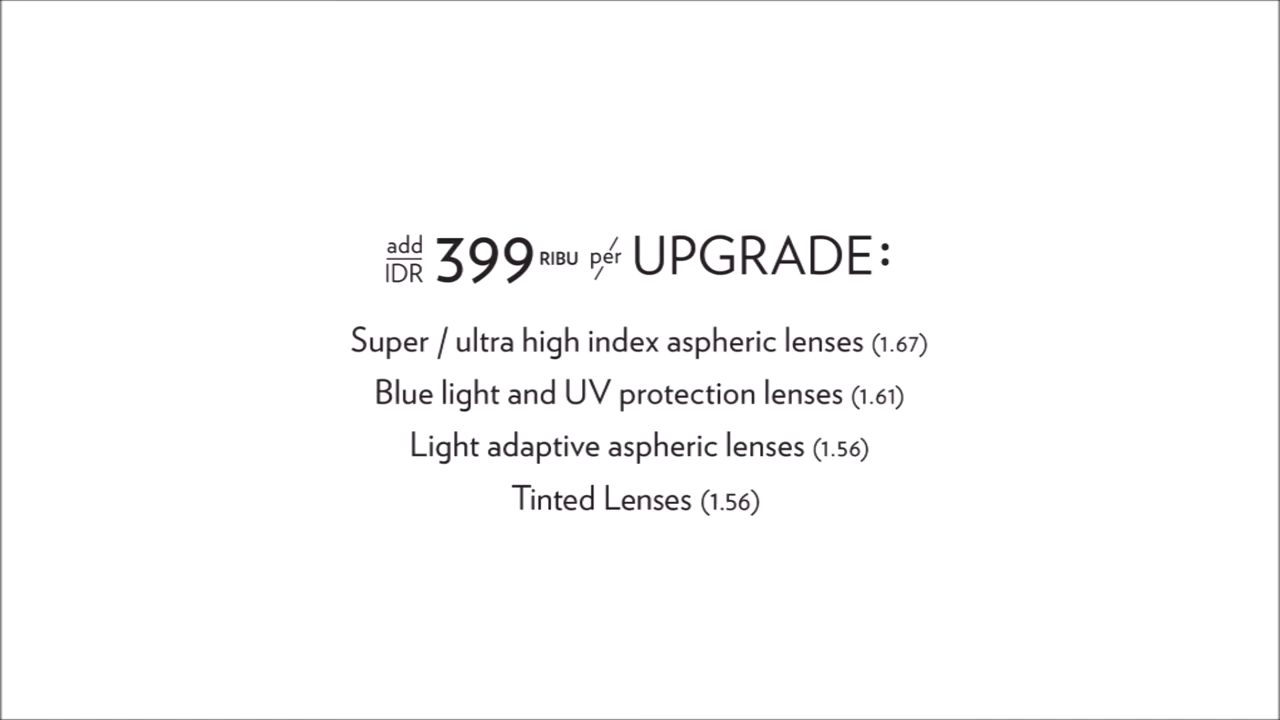 add IDR 399 RIBU per UPGRADE:
Super / ultra high index aspheric lenses (1.67)
Blue light and UV protection lenses (1.61)
Light adaptive aspheric lenses (1.56)
Tinted Lenses (1.56)